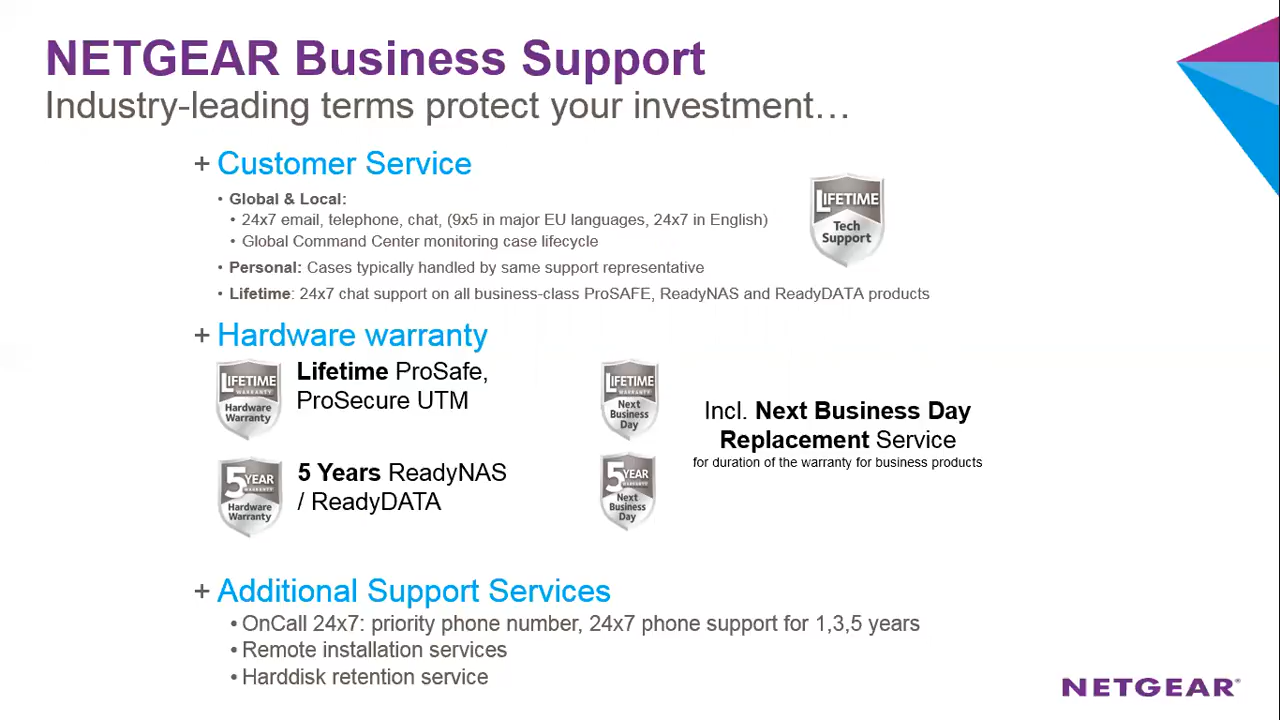 NETGEAR Business Support
Industry-leading terms protect your investment…
+ Customer Service
• Global & Local:
• 24x7 email, telephone, chat, (9x5 in major EU languages, 24x7 in English)
• Global Command Center monitoring case lifecycle
• Personal: Cases typically handled by same support representative
• Lifetime: 24x7 chat support on all business-class ProSAFE, ReadyNAS and ReadyDATA products
LIFETIME
Tech
Support
+ Hardware warranty
LIFETIME
WARRANTY
Hardware
Warranty
Lifetime ProSafe,
ProSecure UTM
5 YEAR
WARRANTY
Hardware
Warranty
5 Years ReadyNAS
/ ReadyDATA
LIFETIME
WARRANTY
Next
Business
Day
5 YEAR
WARRANTY
Next
Business
Day
Incl. Next Business Day
Replacement Service
for duration of the warranty for business products
+ Additional Support Services
• OnCall 24x7: priority phone number, 24x7 phone support for 1,3,5 years
• Remote installation services
• Harddisk retention service
NETGEAR®